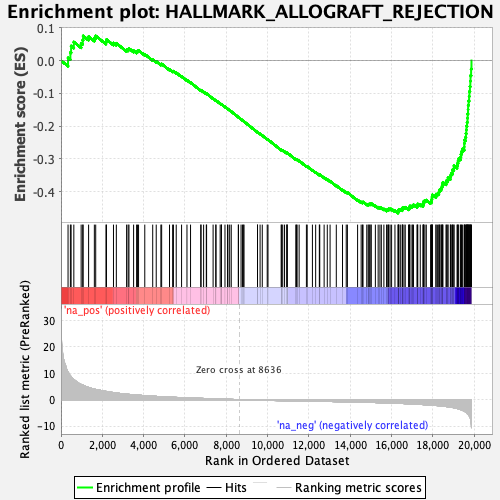 Enrichment plot: HALLMARK_ALLOGRAFT_REJECTION
Enrichment score (ES)
0.1
0.0
-0.1
-0.2
-0.3
-0.4
'na_pos' (positively correlated)
Ranked list metric (PreRanked)
30
20
10
0
-10
Zero cross at 8636
'na_neg' (negatively correlated)
0 2,000 4,000 6,000 8,000 10,000 12,000 14,000 16,000 18,000 20,000
Rank in Ordered Dataset
Enrichment profile Hits Ranking metric scores